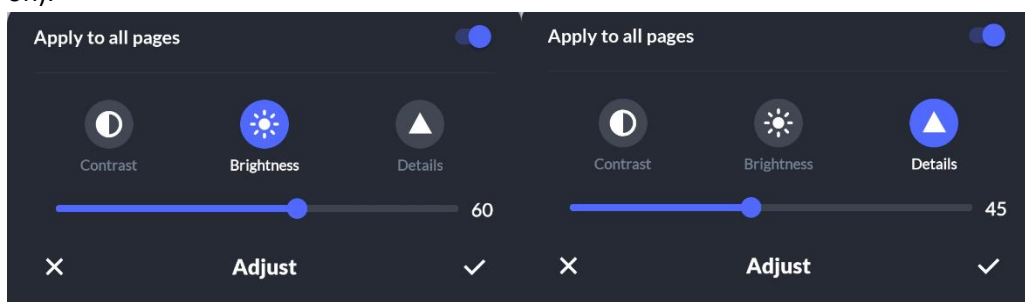 Apply to all pages
Contrast Brightness Details
60
Adjust
Apply to all pages
Contrast Brightness Details
45
Adjust